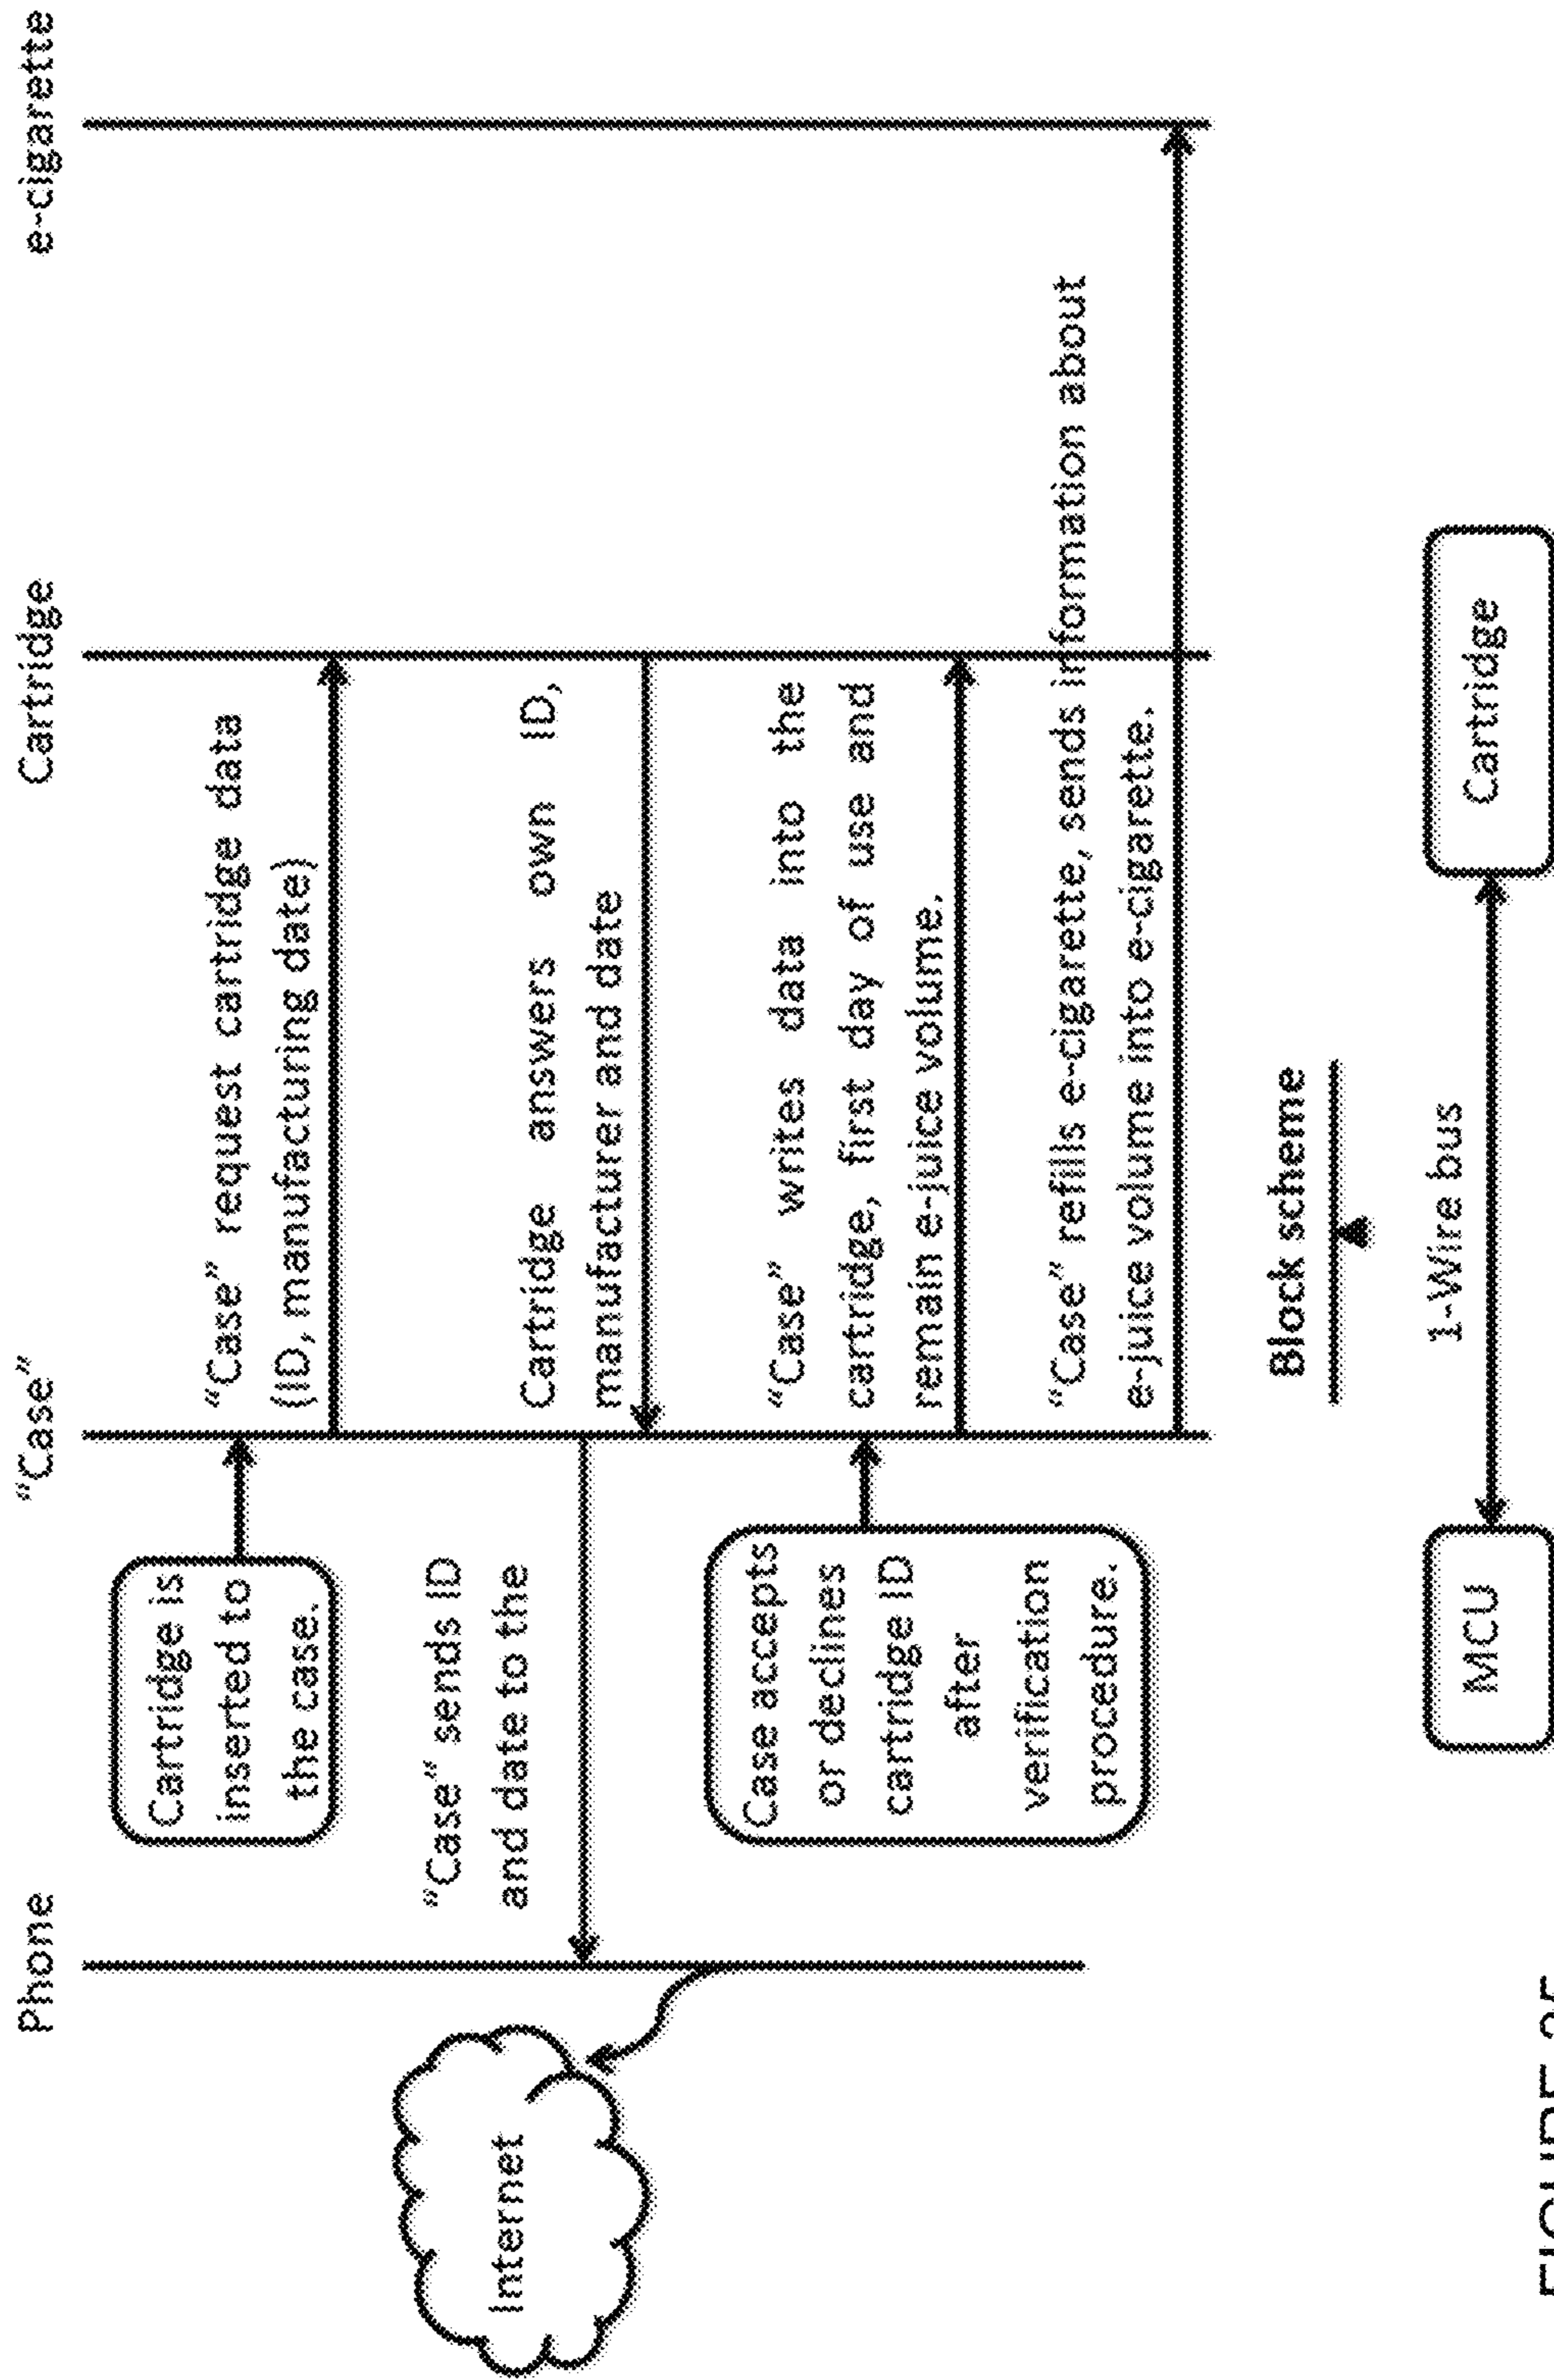 Phone
"Case"
Cartridge
e-cigarette
Cartridge is
inserted to
the case.
"Case" request cartridge data
(ID, manufacturing date)
"Case" sends ID
and date to the
Internet
Cartridge answers own ID,
manufacturer and date
Case accepts
or declines
cartridge ID
after
verification
procedure.
"Case" writes data into the
cartridge, first day of use and
remain e-juice volume.
"Case" refills e-cigarette, sends information about
e-juice volume into e-cigarette.
Block scheme
1-Wire bus
MCU
Cartridge
FIGURE